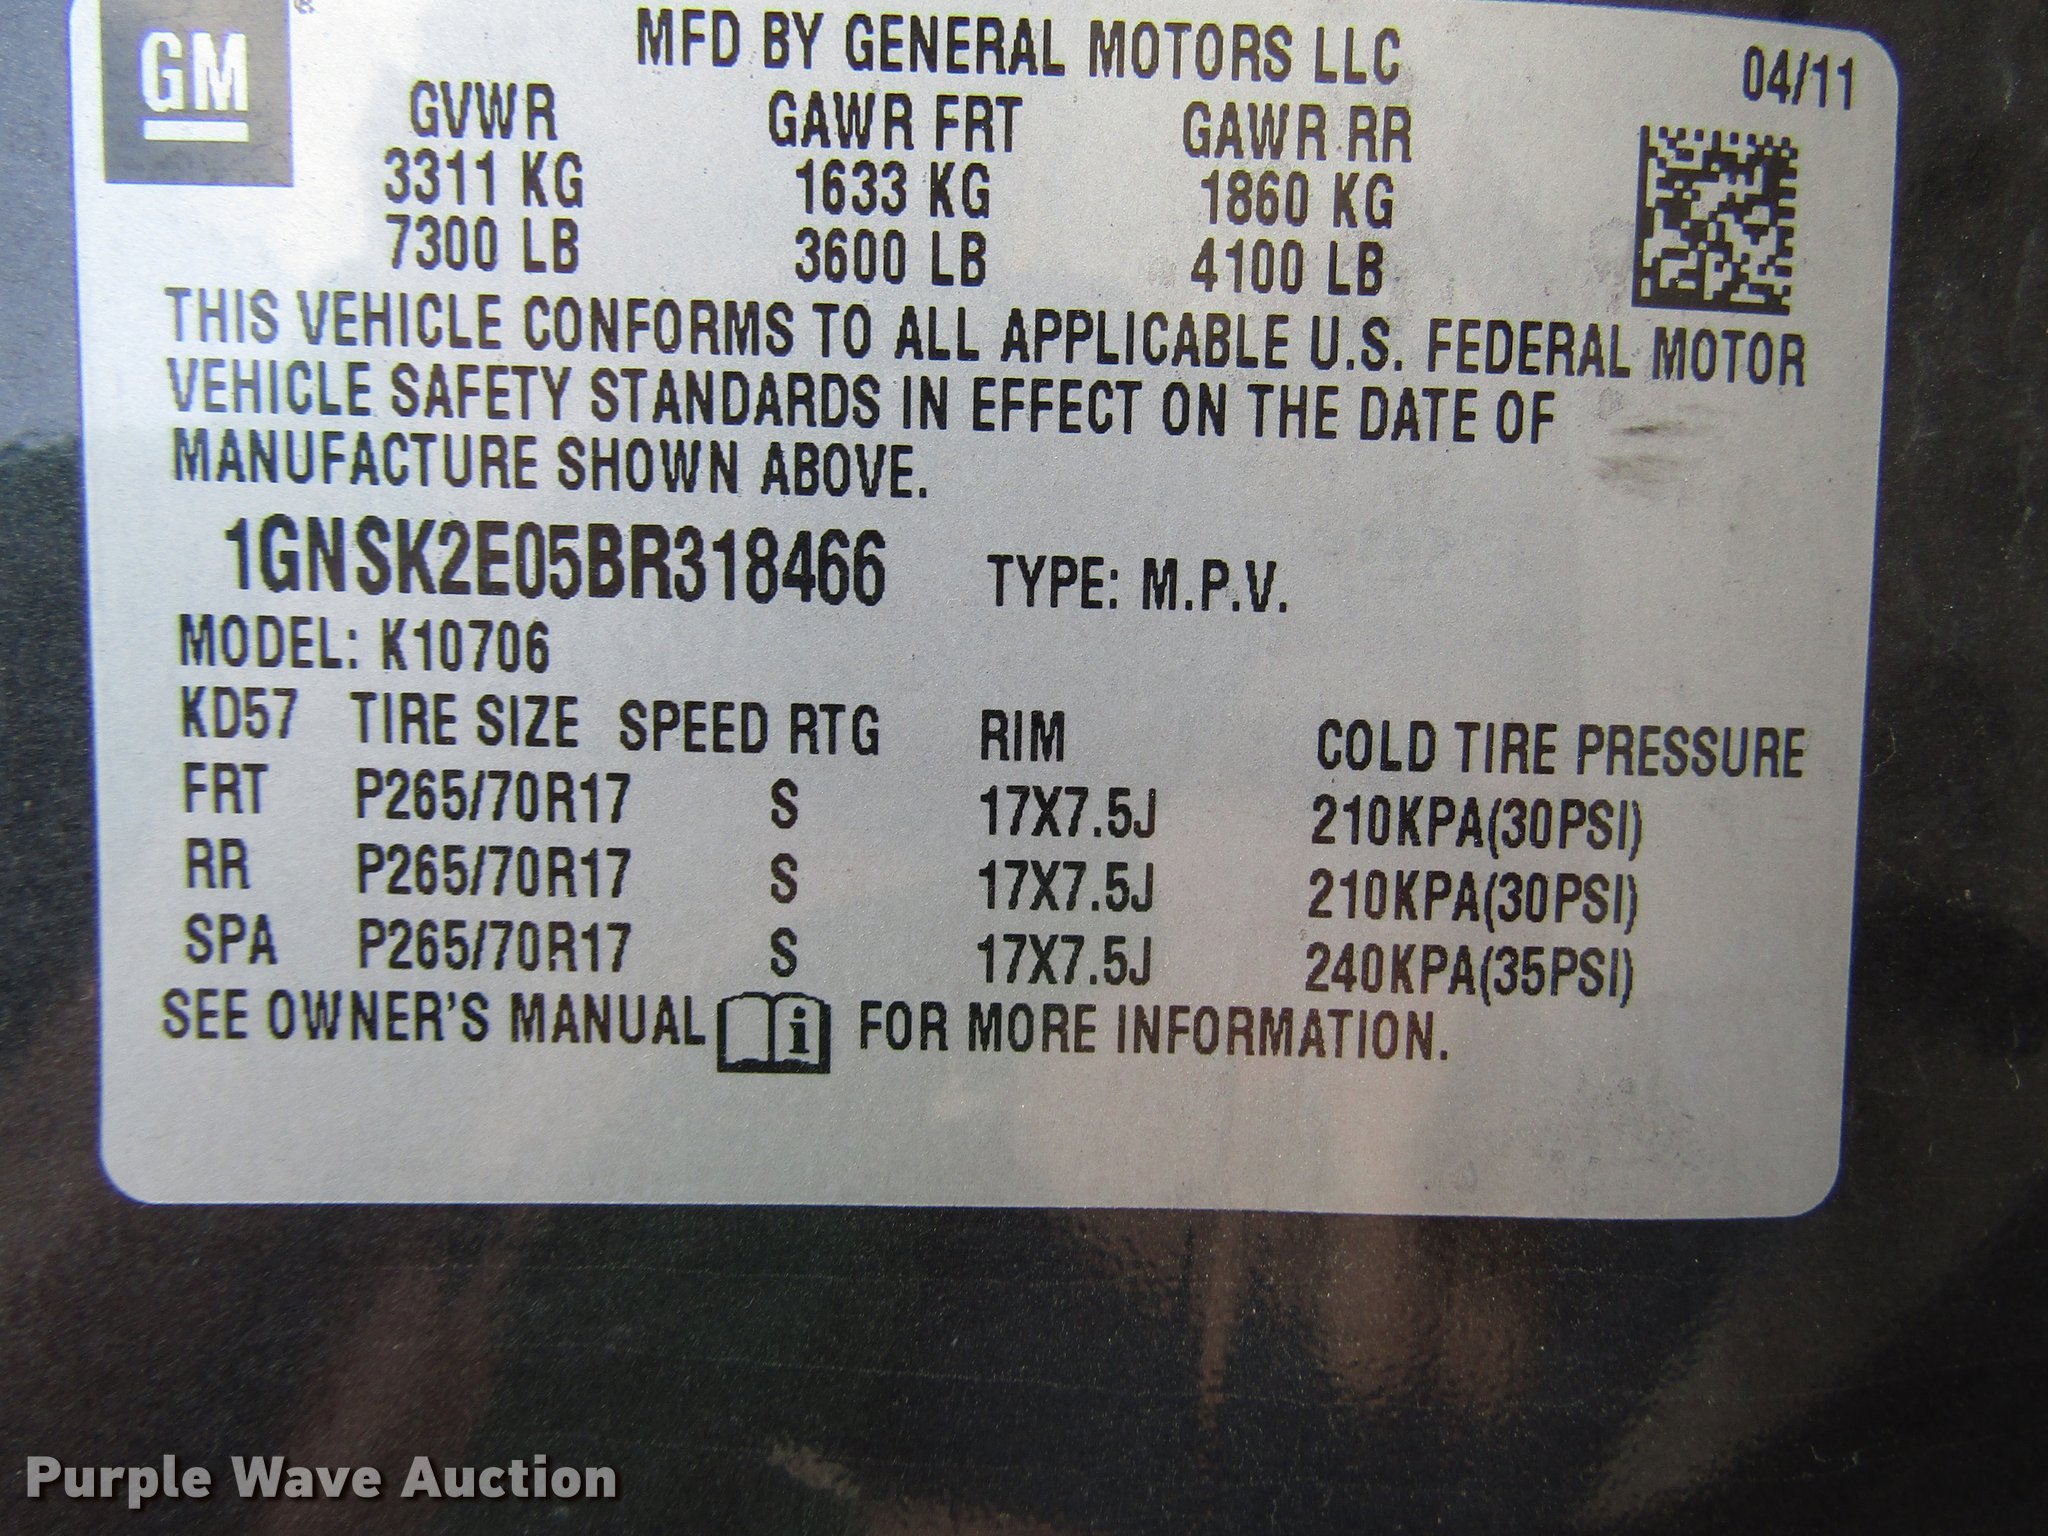 GM
®
MFD BY GENERAL MOTORS LLC
04/11
GVWR GAWR FRT GAWR RR
3311 KG 1633 KG 1860 KG
7300 LB 3600 LB 4100 LB
THIS VEHICLE CONFORMS TO ALL APPLICABLE U.S. FEDERAL MOTOR
VEHICLE SAFETY STANDARDS IN EFFECT ON THE DATE OF
MANUFACTURE SHOWN ABOVE.
1GNSK2E05BR318466 TYPE: M.P.V.
MODEL: K10706
KD57 TIRE SIZE SPEED RTG RIM COLD TIRE PRESSURE
FRT P265/70R17 S 17X7.5J 210KPA(30PSI)
RR P265/70R17 S 17X7.5J 210KPA(30PSI)
SPA P265/70R17 S 17X7.5J 240KPA(35PSI)
SEE OWNER'S MANUAL i FOR MORE INFORMATION.
Purple Wave Auction